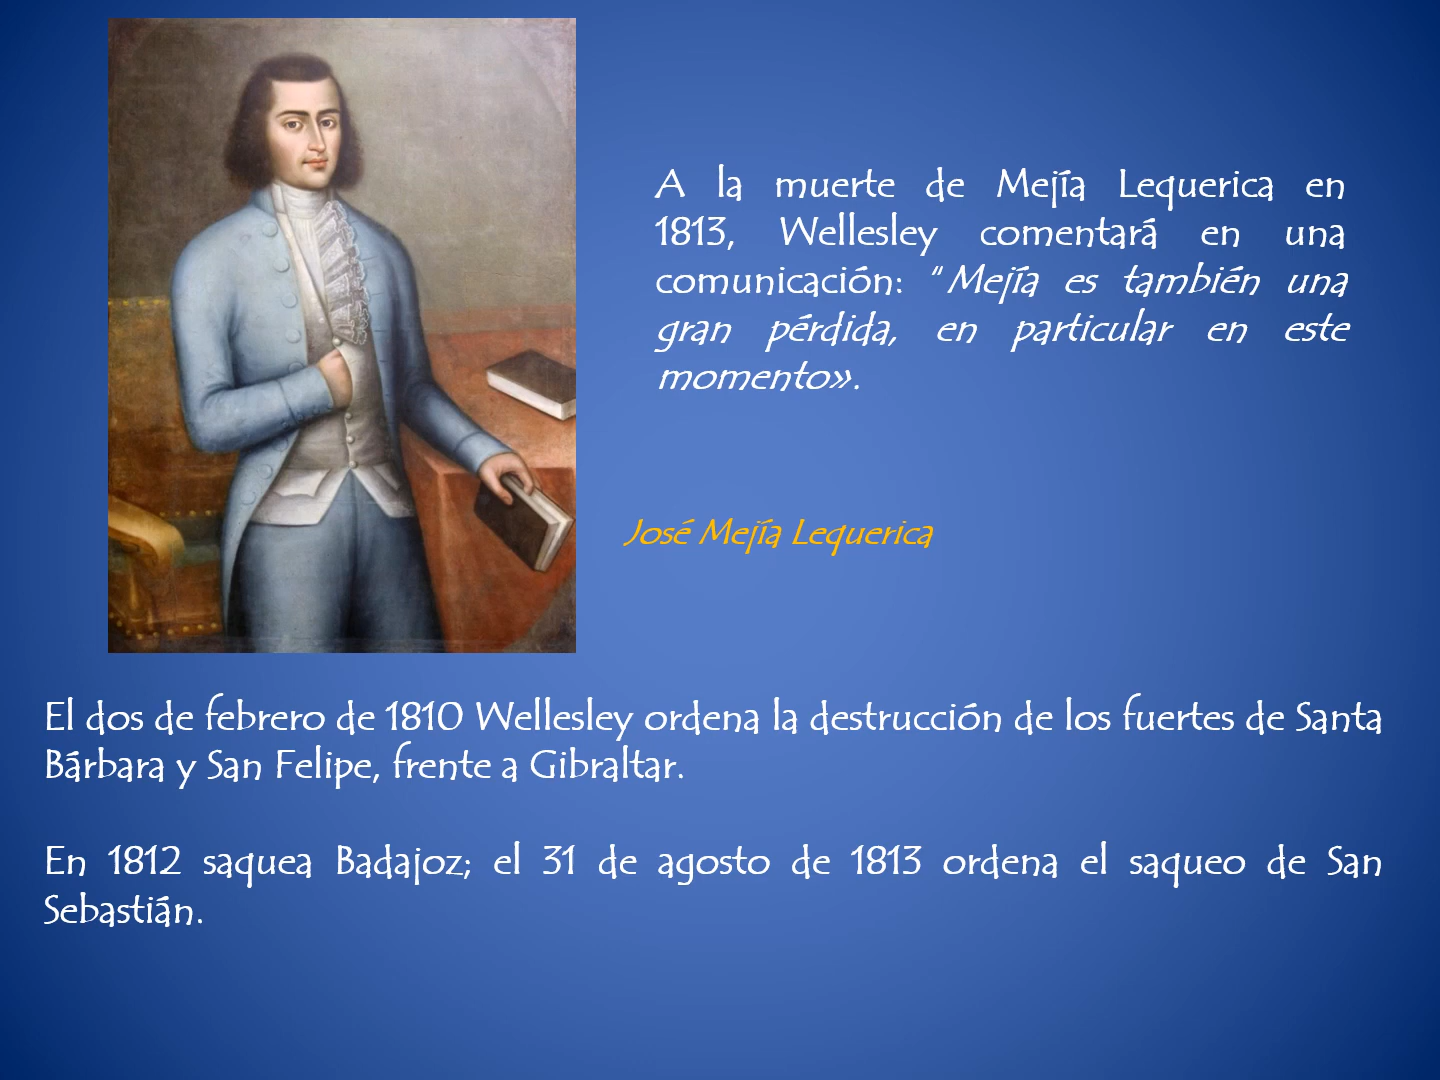 A la muerte de Mejía Lequerica en
1813, Wellesley comentará en una
comunicación: “Mejía es también una
gran pérdida, en particular en este
momento».
José Mejía Lequerica
El dos de febrero de 1810 Wellesley ordena la destrucción de los fuertes de Santa
Bárbara y San Felipe, frente a Gibraltar.
En 1812 saquea Badajoz; el 31 de agosto de 1813 ordena el saqueo de San
Sebastián.